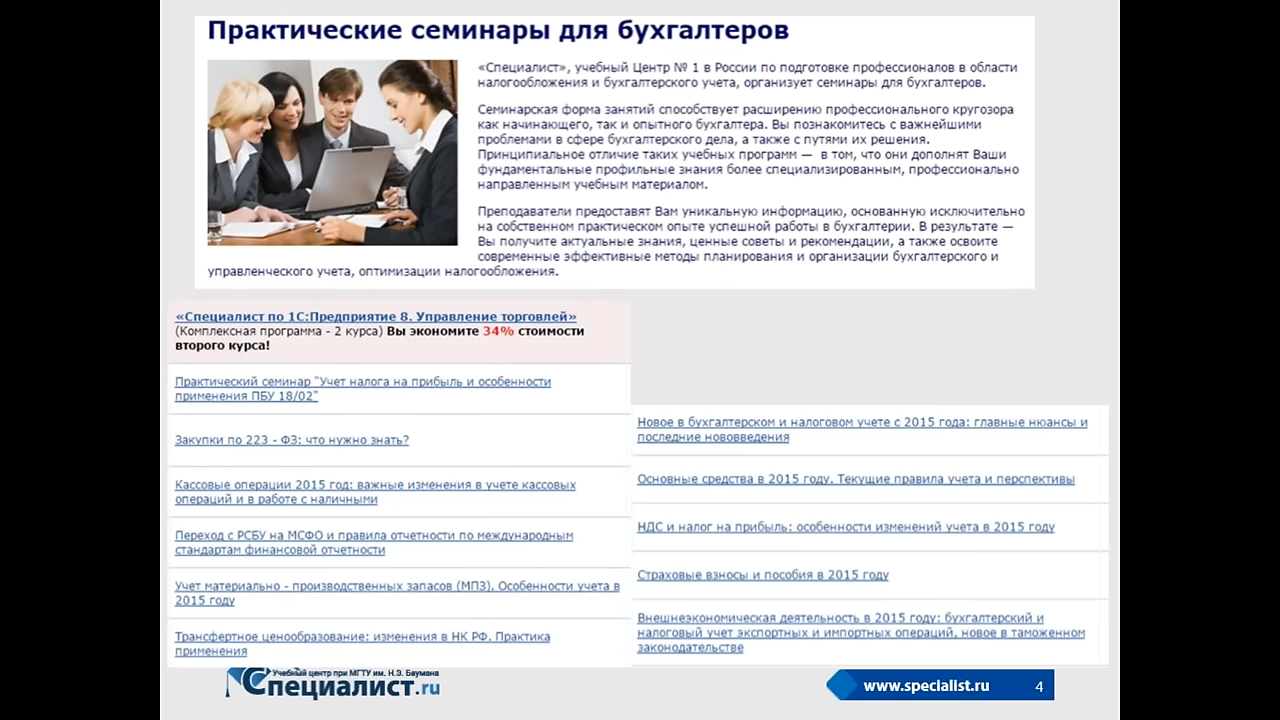 Практические семинары для бухгалтеров
«Специалист», учебный Центр № 1 в России по подготовке профессионалов в области
налогообложения и бухгалтерского учета, организует семинары для бухгалтеров.
Семинарская форма занятий способствует расширению профессионального кругозора
как начинающего, так и опытного бухгалтера. Вы познакомитесь с важнейшими
проблемами в сфере бухгалтерского дела, а также с путями их решения.
Принципиальное отличие таких учебных программ — в том, что они дополнят Ваши
фундаментальные профильные знания более специализированным, профессионально
направленным учебным материалом.
Преподаватели предоставят Вам уникальную информацию, основанную исключительно
на собственном практическом опыте успешной работы в бухгалтерии. В результате —
Вы получите актуальные знания, ценные советы и рекомендации, а также освоите
современные эффективные методы планирования и организации бухгалтерского и
управленческого учета, оптимизации налогообложения.
«Специалист по 1С:Предприятие 8. Управление торговлей»
(Комплексная программа - 2 курса) Вы экономите 34% стоимости
второго курса!
Практический семинар "Учет налога на прибыль и особенности
применения ПБУ 18/02"
Закупки по 223 - ФЗ: что нужно знать?
Кассовые операции 2015 год: важные изменения в учете кассовых
операций и в работе с наличными
Переход с РСБУ на МСФО и правила отчетности по международным
стандартам финансовой отчетности
Учет материально - производственных запасов (МПЗ). Особенности учета в
2015 году
Трансфертное ценообразование: изменения в НК РФ. Практика
применения
Новое в бухгалтерском и налоговом учете с 2015 года: главные нюансы и
последние нововведения
Основные средства в 2015 году. Текущие правила учета и перспективы
НДС и налог на прибыль: особенности изменений учета в 2015 году
Страховые взносы и пособия в 2015 году
Внешнеэкономическая деятельность в 2015 году: бухгалтерский и
налоговый учет экспортных и импортных операций, новое в таможенном
законодательстве
Учебный центр при МГТУ им. Н.Э. Баумана
Специалист.ru
www.specialist.ru 4